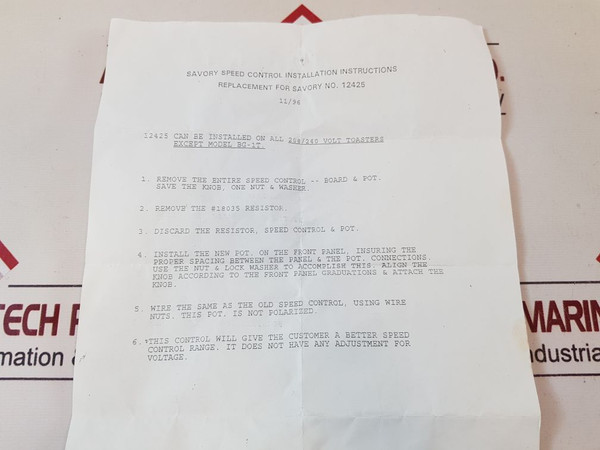 SAVORY SPEED CONTROL INSTALLATION INSTRUCTIONS
REPLACEMENT FOR SAVORY NO. 12425
11/96
12425 CAN BE INSTALLED ON ALL 208/240 VOLT TOASTERS
EXCEPT MODEL BG-1T.
1. REMOVE THE ENTIRE SPEED CONTROL -- BOARD & POT.
SAVE THE KNOB, ONE NUT & WASHER.
2. REMOVE THE #18035 RESISTOR.
3. DISCARD THE RESISTOR, SPEED CONTROL & POT.
4. INSTALL THE NEW POT. ON THE FRONT PANEL, INSURING THE
PROPER SPACING BETWEEN THE PANEL & THE POT. CONNECTIONS.
USE THE NUT & LOCK WASHER TO ACCOMPLISH THIS. ALIGN THE
KNOB ACCORDING TO THE FRONT PANEL GRADUATIONS & ATTACH THE
KNOB.
5. WIRE THE SAME AS THE OLD SPEED CONTROL, USING WIRE
NUTS. THIS POT. IS NOT POLARIZED.
6. THIS CONTROL WILL GIVE THE CUSTOMER A BETTER SPEED
CONTROL RANGE. IT DOES NOT HAVE ANY ADJUSTMENT FOR
VOLTAGE.
TECH
MARIN
mation &
ndustria